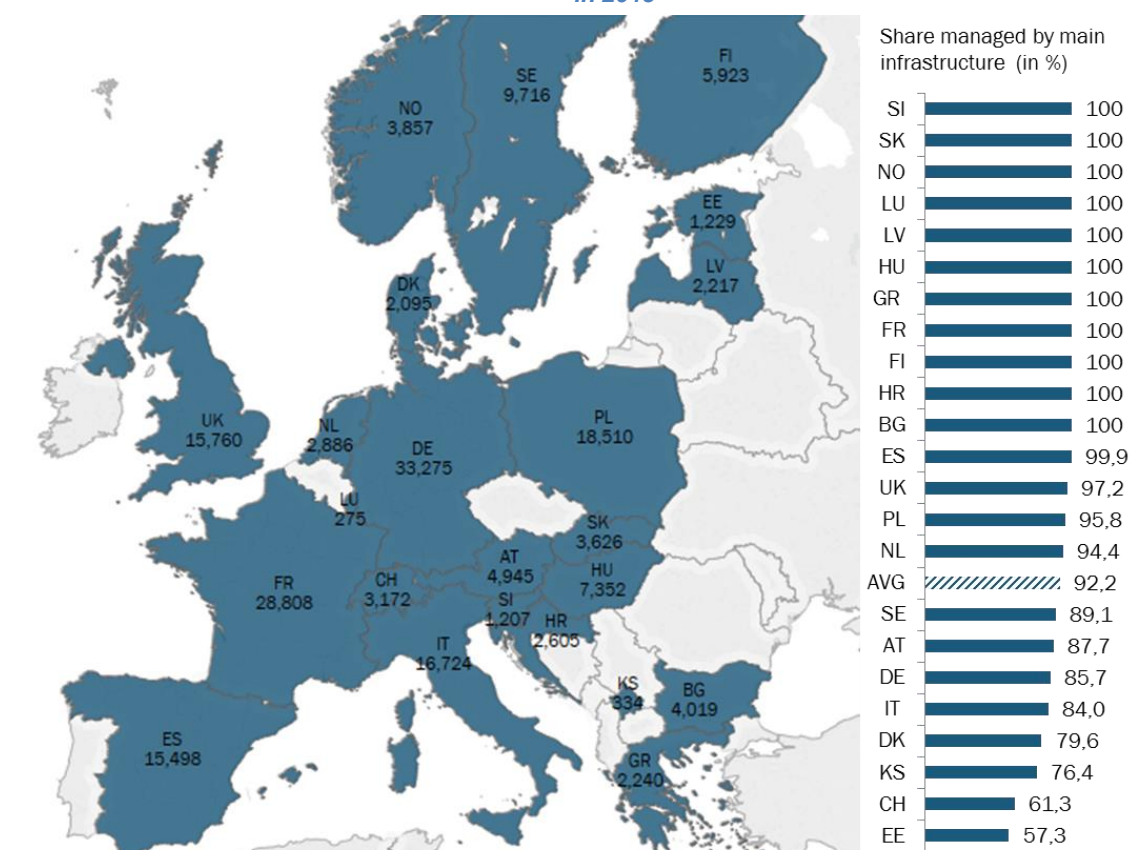 FI
5,923
SE
9,716
NO
3,857
EE
1,229
LV
2,217
DK
2,095
UK
15,760
NL
2,886
DE
33,275
PL
18,510
LU
275
SK
3,626
AT
4,945
HU
7,352
FR
28,808
CH
3,172
SI
1,207
HR
2,605
IT
16,724
KS
334
BG
4,019
ES
15,498
GR
2,240
Share managed by main
infrastructure (in %)
SI 100
SK 100
NO 100
LU 100
LV 100
HU 100
GR 100
FR 100
FI 100
HR 100
BG 100
ES 99,9
UK 97,2
PL 95,8
NL 94,4
AVG 92,2
SE 89,1
AT 87,7
DE 85,7
IT 84,0
DK 79,6
KS 76,4
CH 61,3
EE 57,3